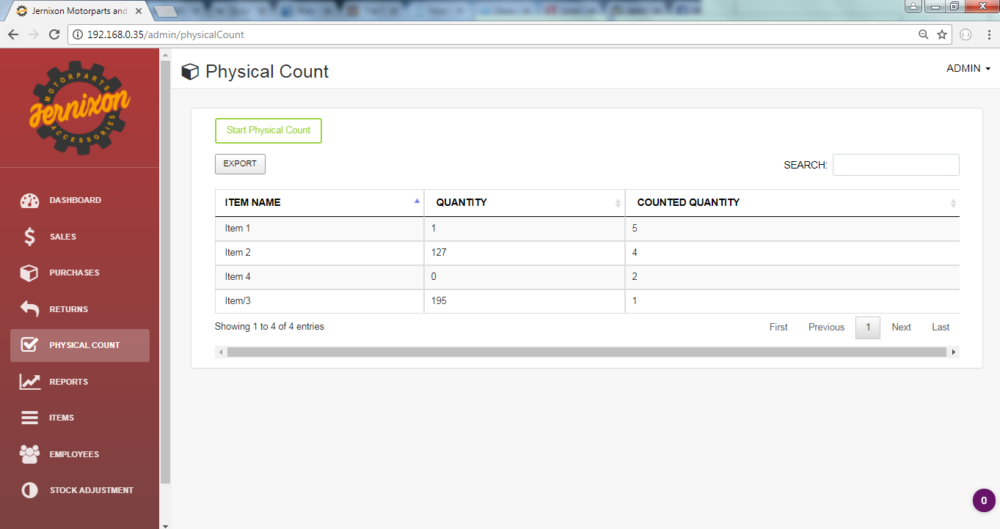 Jernixon Motorparts and
192.168.0.35/admin/physicalCount
MOTORPARTS
Jernixon
ACCESSORIES
DASHBOARD
SALES
PURCHASES
RETURNS
PHYSICAL COUNT
REPORTS
ITEMS
EMPLOYEES
STOCK ADJUSTMENT
Physical Count
ADMIN
Start Physical Count
EXPORT
SEARCH:
ITEM NAME QUANTITY COUNTED QUANTITY
Item 1 1 5
Item 2 127 4
Item 4 0 2
Item/3 195 1
Showing 1 to 4 of 4 entries
First Previous 1 Next Last
0